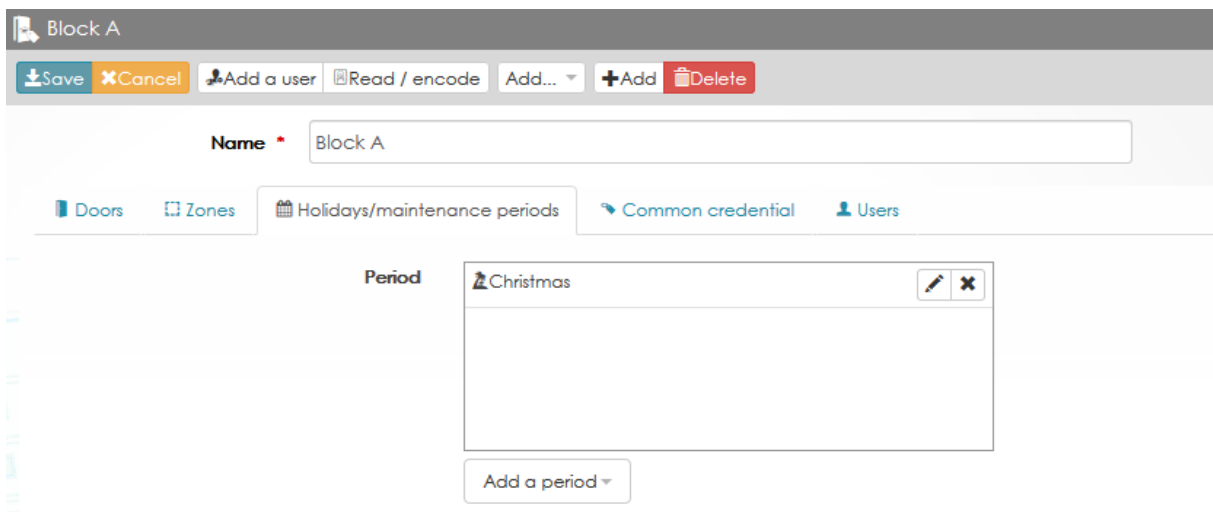 Block A
Save Cancel Add a user Read / encode Add... Add Delete
Name * Block A
Doors Zones Holidays/maintenance periods Common credential Users
Period Christmas
Add a period